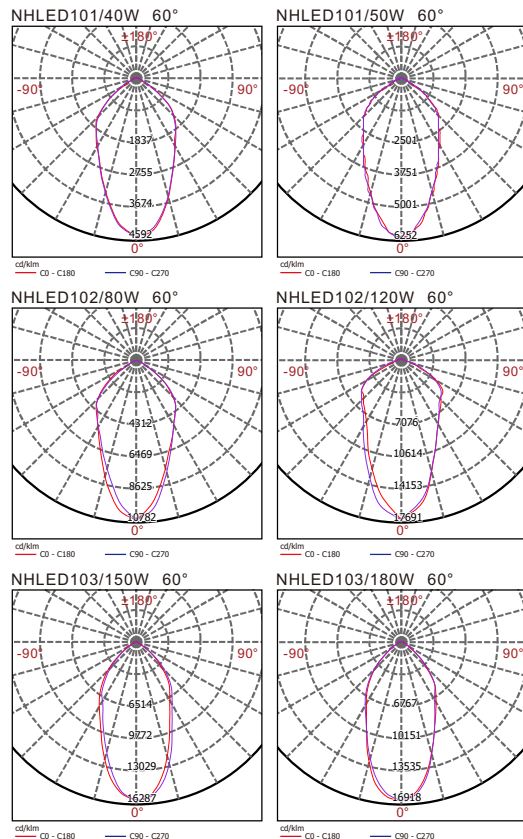 NHLED101/40W 60°
±180°
-90° 90°
1837
2755
3674
4592
0°
cd/klm
C0 - C180 C90 - C270
NHLED101/50W 60°
±180°
-90° 90°
2501
3751
5001
6252
0°
cd/klm
C0 - C180 C90 - C270
NHLED102/80W 60°
±180°
-90° 90°
4312
6469
8625
10782
0°
cd/klm
C0 - C180 C90 - C270
NHLED102/120W 60°
±180°
-90° 90°
7076
10614
14153
17691
0°
cd/klm
C0 - C180 C90 - C270
NHLED103/150W 60°
±180°
-90° 90°
6514
9772
13029
16287
0°
cd/klm
C0 - C180 C90 - C270
NHLED103/180W 60°
±180°
-90° 90°
6767
10151
13535
16918
0°
cd/klm
C0 - C180 C90 - C270